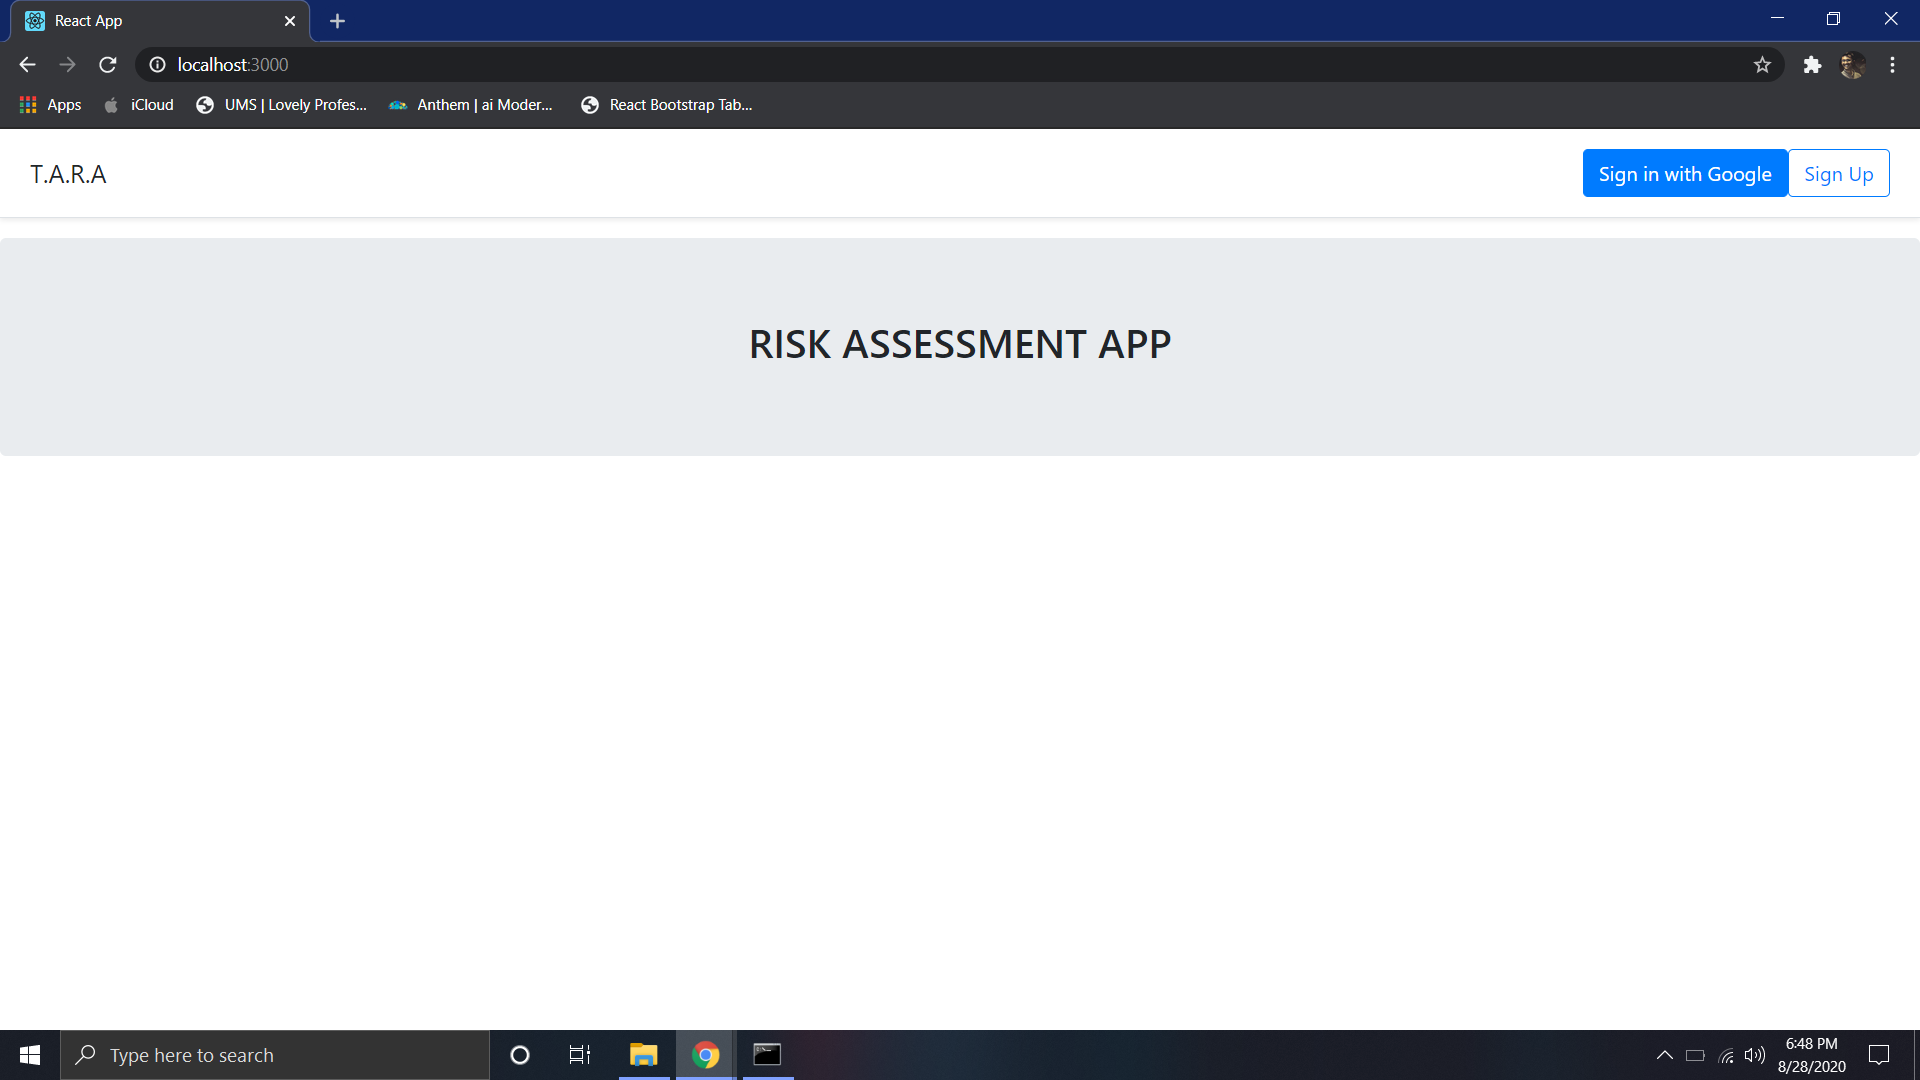 React App
localhost:3000
Apps
iCloud
UMS | Lovely Profes...
Anthem | ai Moder...
React Bootstrap Tab...
T.A.R.A
Sign in with Google
Sign Up
RISK ASSESSMENT APP
Type here to search
6:48 PM
8/28/2020